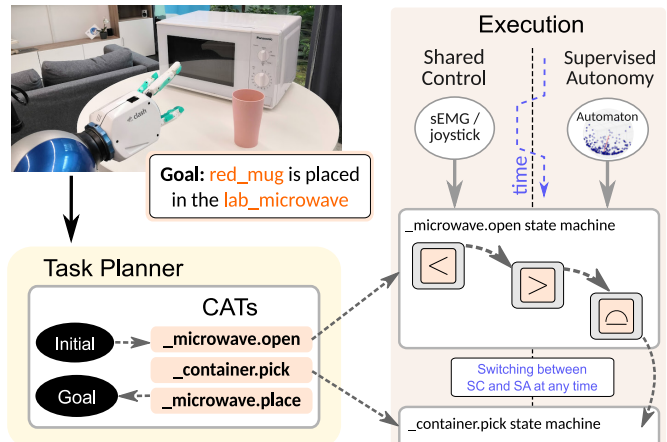 Panasonic
clash
Goal: red_mug is placed
in the lab_microwave
Task Planner
CATs
Initial
Goal
_microwave.open
_container.pick
_microwave.place
Execution
Shared
Control
Supervised
Autonomy
sEMG /
joystick
Automaton
time
_microwave.open state machine
<
>
Switching between
SC and SA at any time
_container.pick state machine